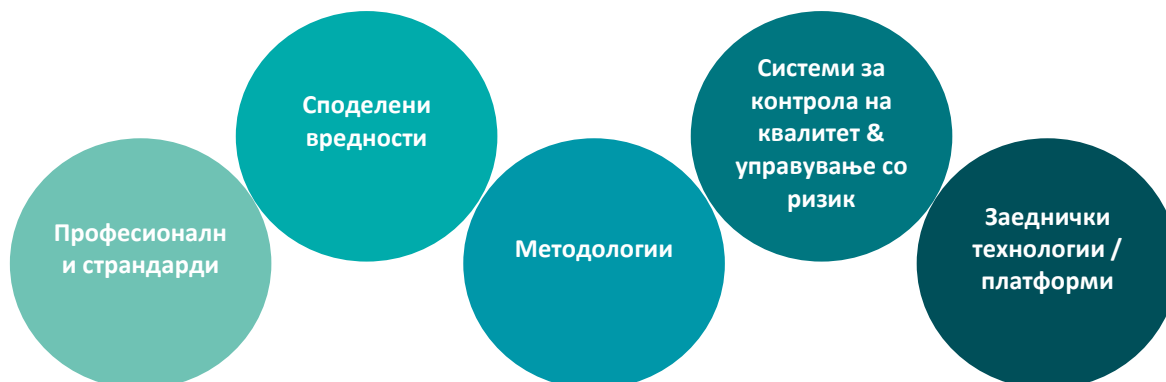 Професионалн
и страндарди
Споделени
вредности
Методологии
Системи за
контрола на
квалитет &
управување со
ризик
Заеднички
технологии /
платформи